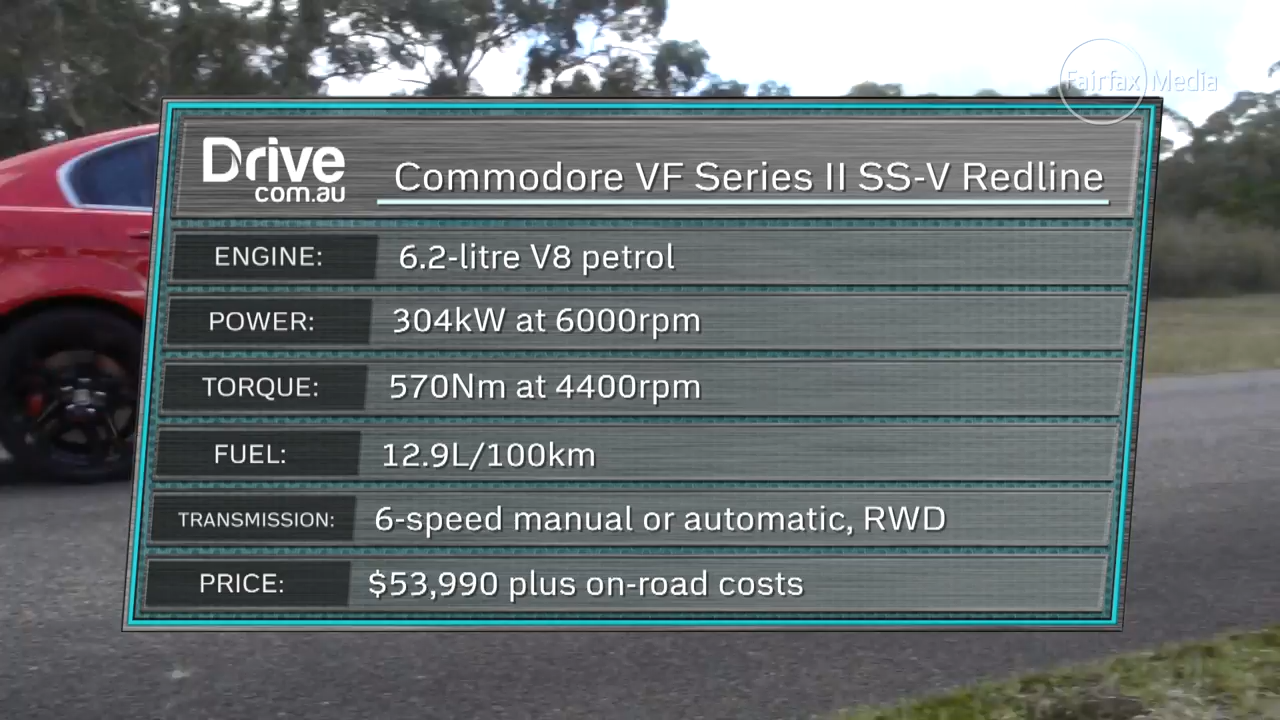 Fairfax Media
Drive
com.au
Commodore VF Series II SS-V Redline
ENGINE: 6.2-litre V8 petrol
POWER: 304kW at 6000rpm
TORQUE: 570Nm at 4400rpm
FUEL: 12.9L/100km
TRANSMISSION: 6-speed manual or automatic, RWD
PRICE: $53,990 plus on-road costs